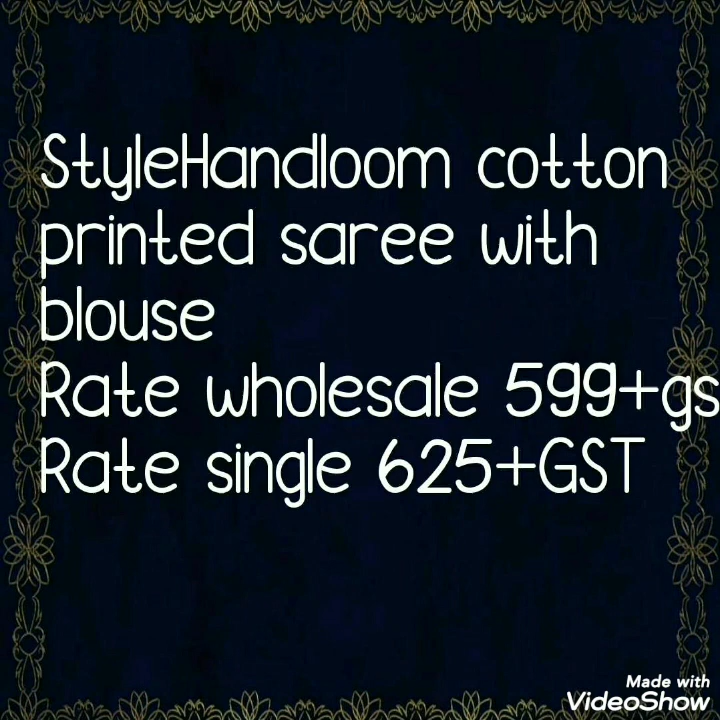 StyleHandloom cotton
printed saree with
blouse
Rate wholesale 599+gs
Rate single 625+GST
Made with
VideoShow